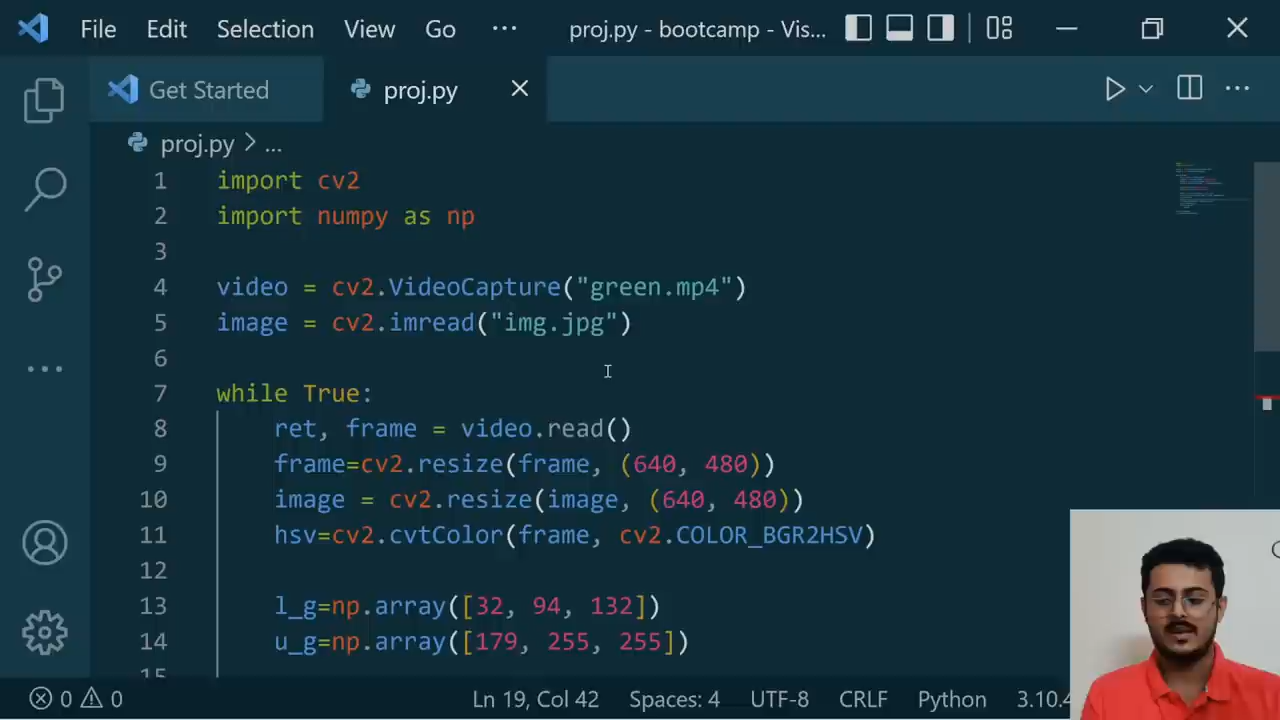 File Edit Selection View Go ... proj.py - bootcamp - Vis...
Get Started proj.py
proj.py > ...
1 import cv2
2 import numpy as np
3
4 video = cv2.VideoCapture("green.mp4")
5 image = cv2.imread("img.jpg")
6
7 while True:
8 ret, frame = video.read()
9 frame=cv2.resize(frame, (640, 480))
10 image = cv2.resize(image, (640, 480))
11 hsv=cv2.cvtColor(frame, cv2.COLOR_BGR2HSV)
12
13 l_g=np.array([32, 94, 132])
14 u_g=np.array([179, 255, 255])
15
0 0 Ln 19, Col 42 Spaces: 4 UTF-8 CRLF Python 3.10.4